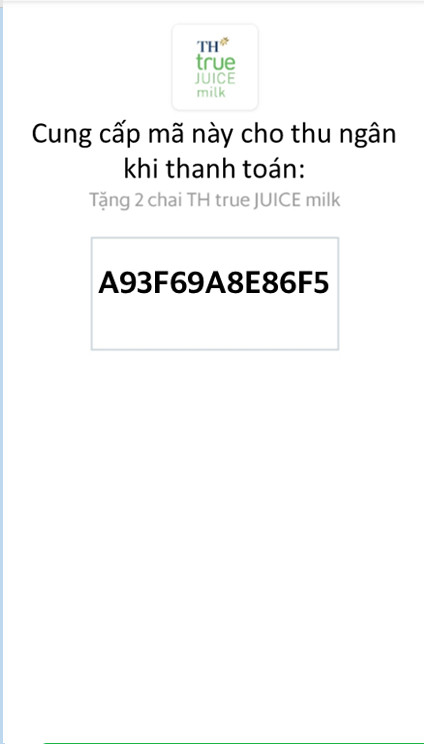 TH
true
JUICE
milk
Cung cấp mã này cho thu ngân
khi thanh toán:
Tặng 2 chai TH true JUICE milk
A93F69A8E86F5